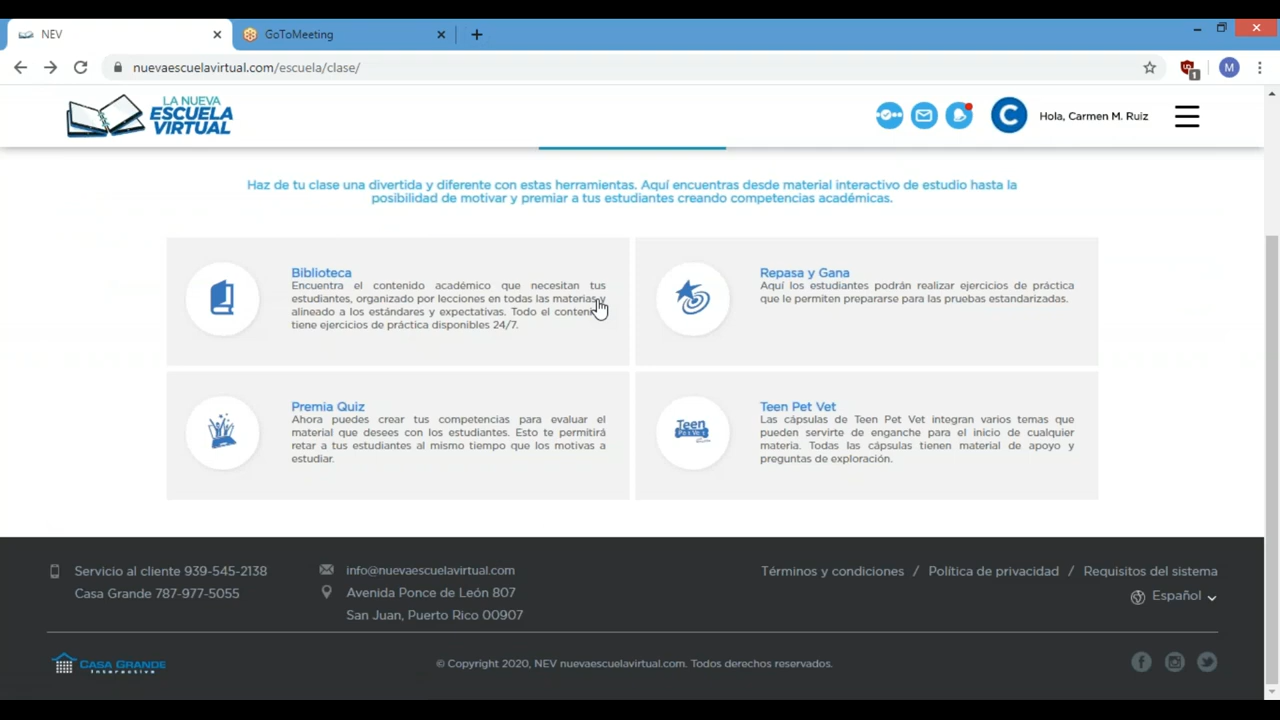 NEV
GoToMeeting
nuevaescuelavirtual.com/escuela/clase/
1
M
LA NUEVA
ESCUELA
VIRTUAL
C
Hola, Carmen M. Ruiz
Haz de tu clase una divertida y diferente con estas herramientas. Aquí encuentras desde material interactivo de estudio hasta la
posibilidad de motivar y premiar a tus estudiantes creando competencias académicas.
Biblioteca
Encuentra el contenido académico que necesitan tus
estudiantes, organizado por lecciones en todas las materias y
alineado a los estándares y expectativas. Todo el conten
tiene ejercicios de práctica disponibles 24/7.
Repasa y Gana
Aquí los estudiantes podrán realizar ejercicios de práctica
que le permiten prepararse para las pruebas estandarizadas.
Premia Quiz
Ahora puedes crear tus competencias para evaluar el
material que desees con los estudiantes. Esto te permitirá
retar a tus estudiantes al mismo tiempo que los motivas a
estudiar.
Teen
Pet Vet
Teen Pet Vet
Las cápsulas de Teen Pet Vet integran varios temas que
pueden servirte de enganche para el inicio de cualquier
materia. Todas las cápsulas tienen material de apoyo y
preguntas de exploración.
Servicio al cliente 939-545-2138
Casa Grande 787-977-5055
info@nuevaescuelavirtual.com
Avenida Ponce de León 807
San Juan, Puerto Rico 00907
Términos y condiciones / Política de privacidad / Requisitos del sistema
Español
CASA GRANDE
Interactive
© Copyright 2020, NEV nuevaescuelavirtual.com. Todos derechos reservados.